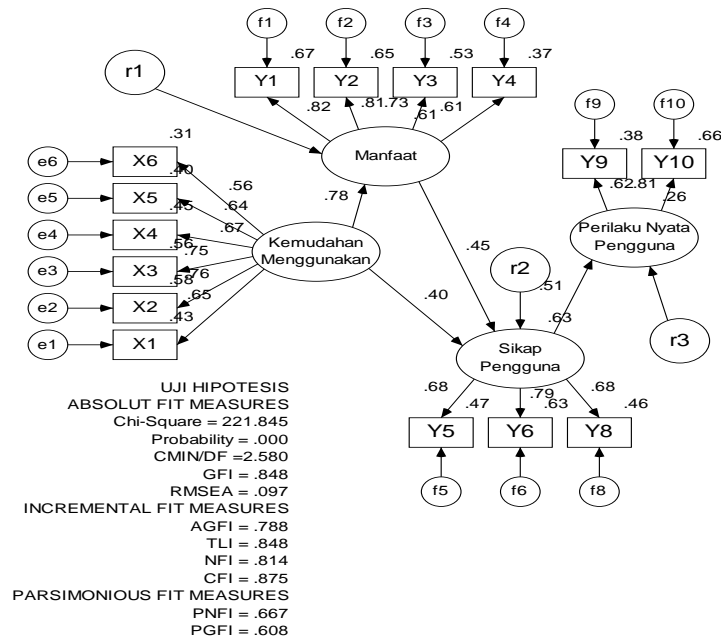 f1
f2
f3
f4
.67
.65
.53
.37
Y1
Y2
Y3
Y4
r1
.82
.81
.73
.61
.61
Manfaat
f9
f10
.38
.66
Y9
Y10
.62
.81
.26
Perilaku Nyata
Pengguna
r3
.31
e6
X6
.40
e5
X5
.45
e4
X4
.56
e3
X3
.58
e2
X2
.43
e1
X1
.56
.64
.67
.75
.76
.65
Kemudahan
Menggunakan
.78
.45
.40
r2
.51
.63
Sikap
Pengguna
.68
.79
.68
.47
.63
.46
Y5
Y6
Y8
f5
f6
f8
UJI HIPOTESIS
ABSOLUT FIT MEASURES
Chi-Square = 221.845
Probability = .000
CMIN/DF =2.580
GFI = .848
RMSEA = .097
INCREMENTAL FIT MEASURES
AGFI = .788
TLI = .848
NFI = .814
CFI = .875
PARSIMONIOUS FIT MEASURES
PNFI = .667
PGFI = .608